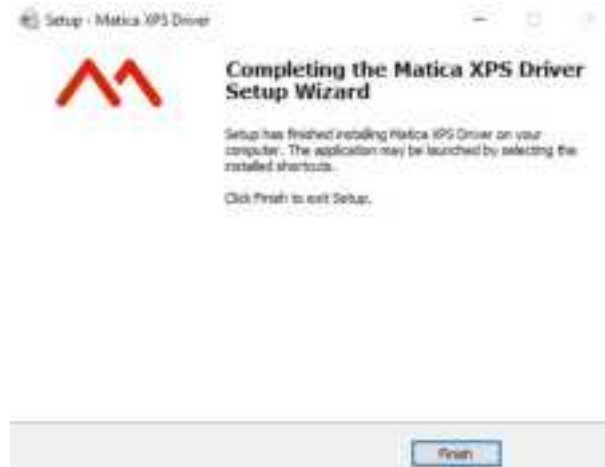 Setup - Matica XPS Driver
Completing the Matica XPS Driver
Setup Wizard
Setup has finished installing Matica XPS Driver on your
computer. The application may be launched by selecting the
installed shortcuts.
Click Finish to exit Setup.
Finish